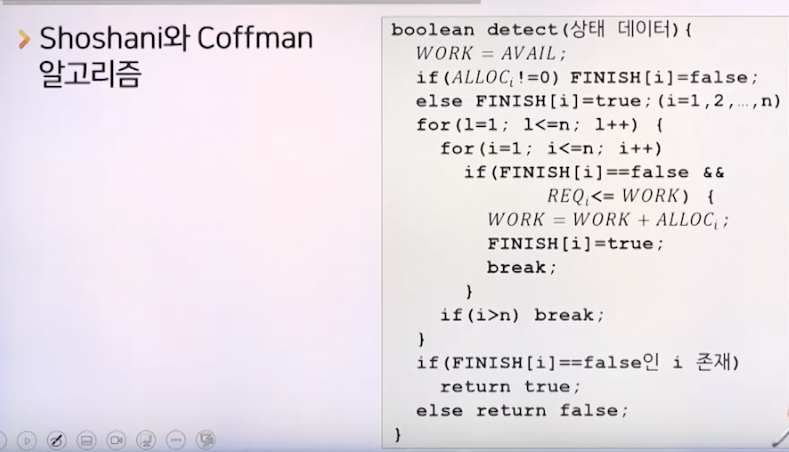 Shoshani와 Coffman
알고리즘
boolean detect(상태 데이터){
WORK = AVAIL;
if(ALLOCᵢ!=0) FINISH[i]=false;
else FINISH[i]=true;(i=1,2,…,n)
for(l=1; l<=n; l++) {
for(i=1; i<=n; i++)
if(FINISH[i]==false &&
REQᵢ<= WORK) {
WORK = WORK + ALLOCᵢ;
FINISH[i]=true;
break;
}
if(i>n) break;
}
if(FINISH[i]==false인 i 존재)
return true;
else return false;
}